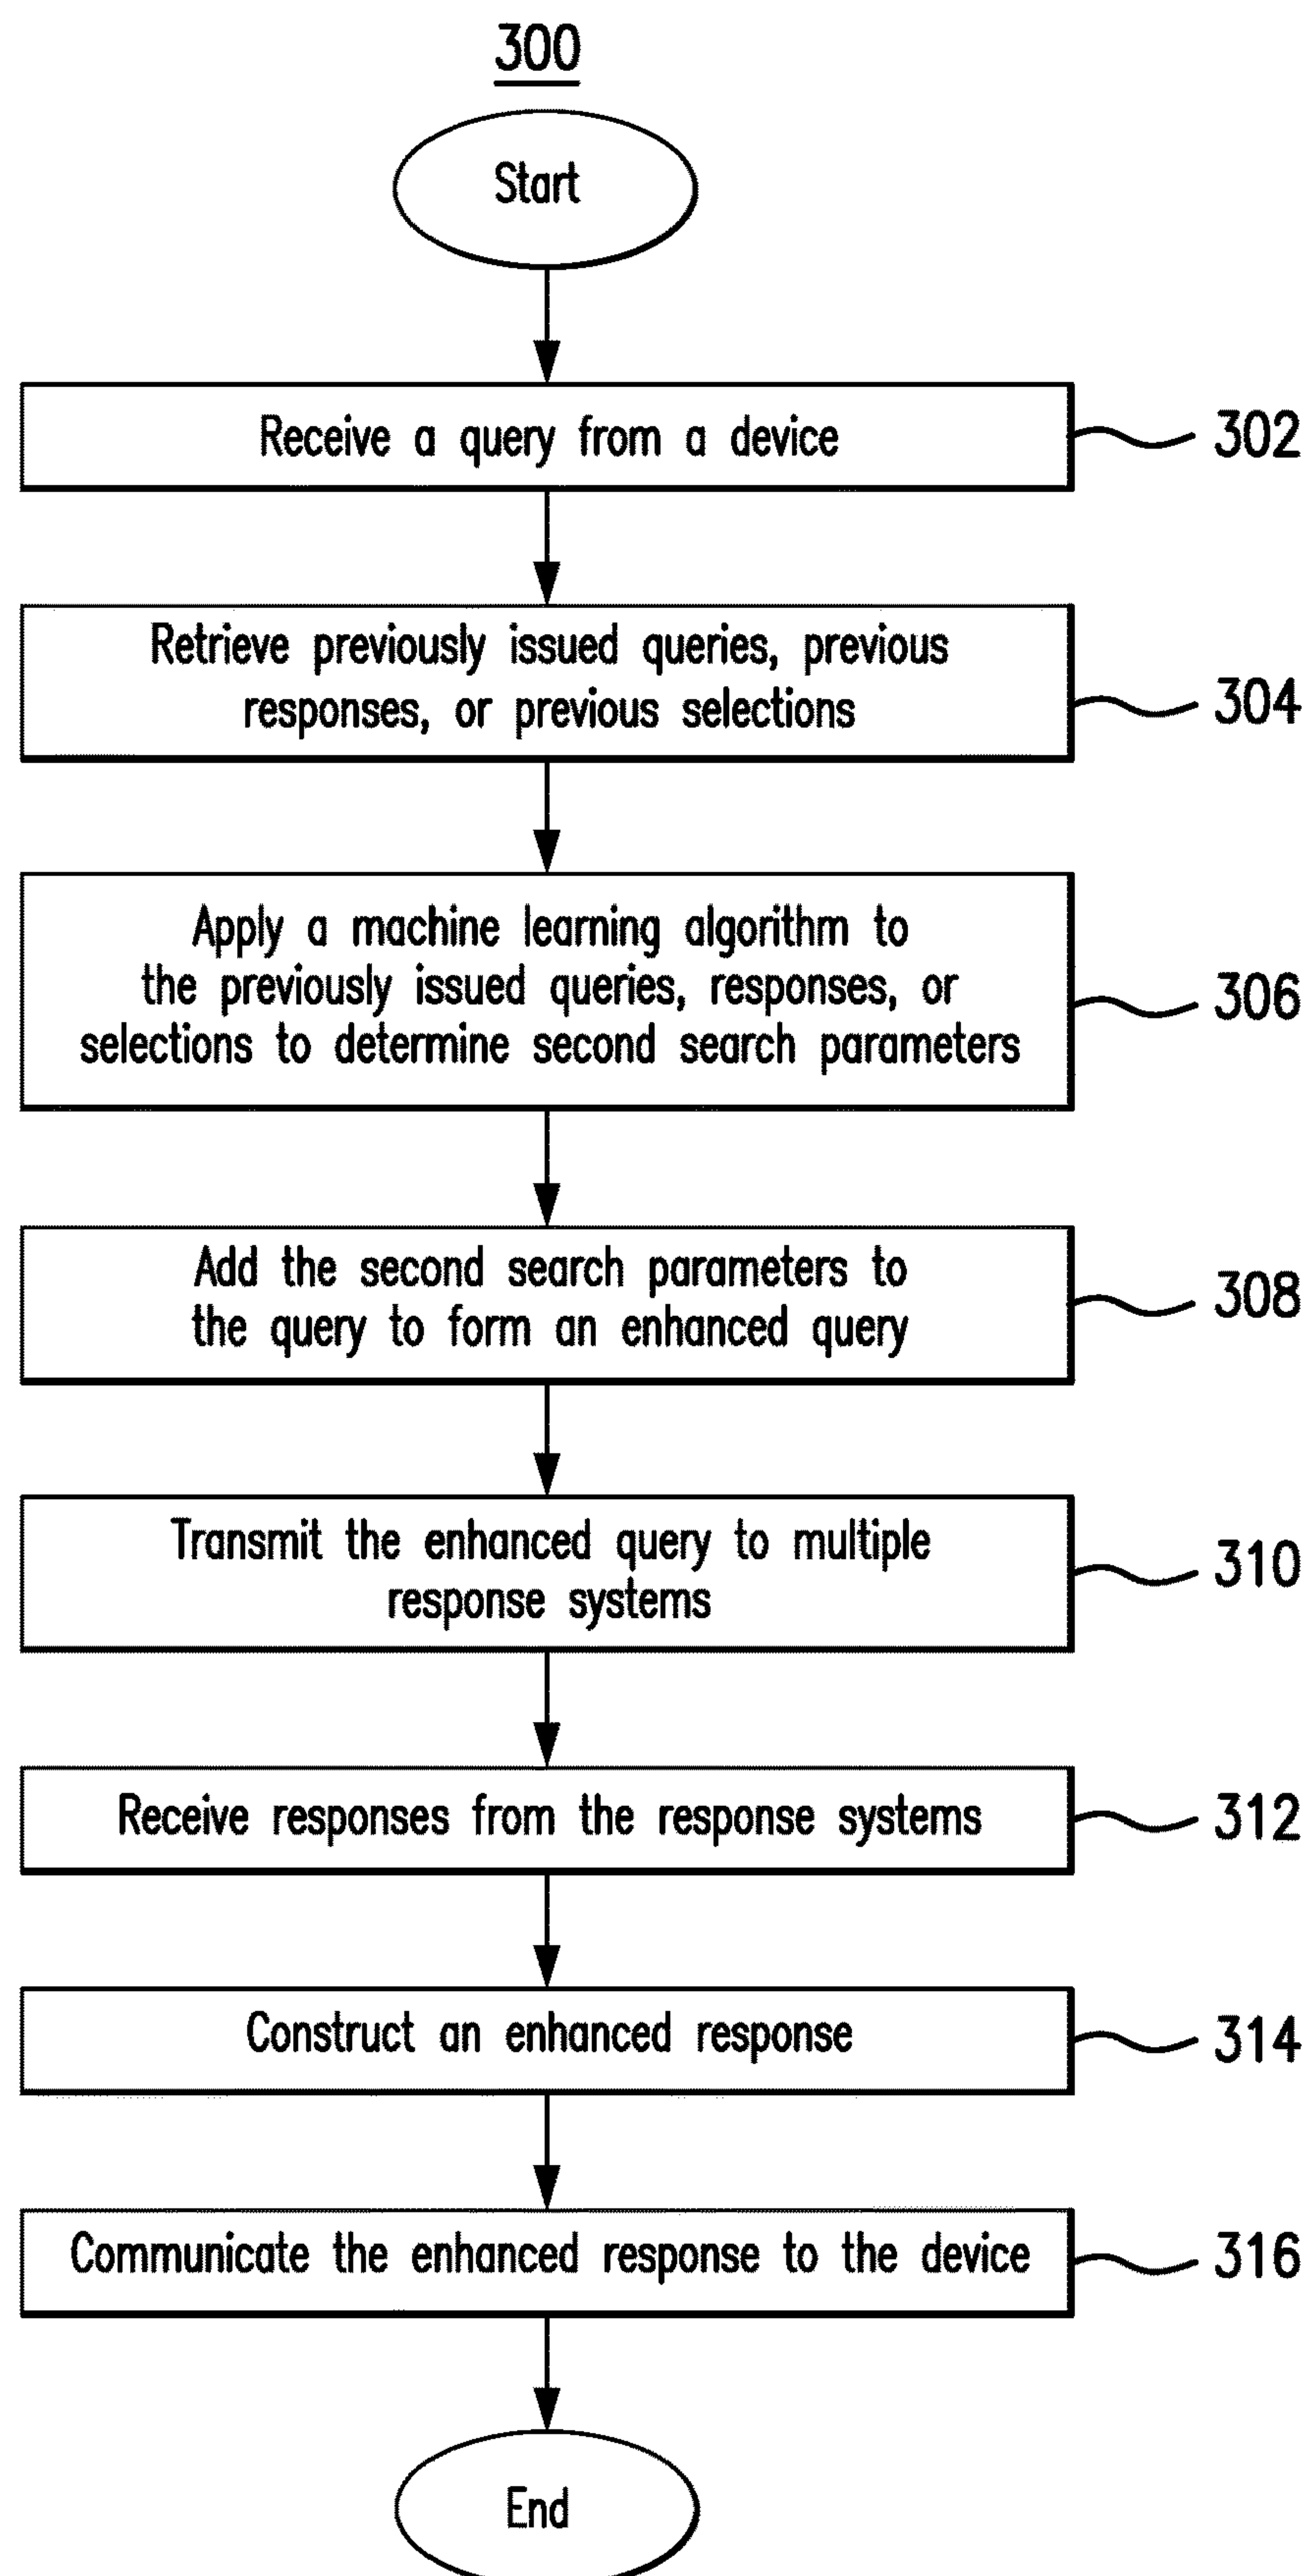 300
Start
Receive a query from a device
302
Retrieve previously issued queries, previous
responses, or previous selections
304
Apply a machine learning algorithm to
the previously issued queries, responses, or
selections to determine second search parameters
306
Add the second search parameters to
the query to form an enhanced query
308
Transmit the enhanced query to multiple
response systems
310
Receive responses from the response systems
312
Construct an enhanced response
314
Communicate the enhanced response to the device
316
End